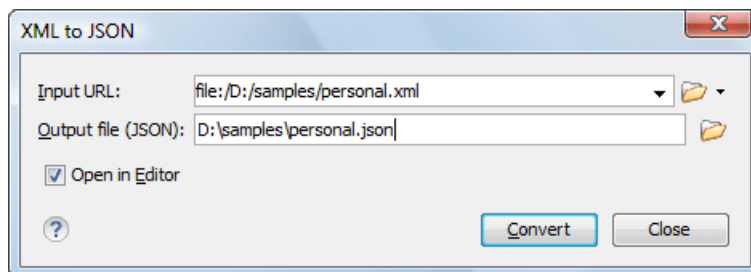 XML to JSON
Input URL: file:/D:/samples/personal.xml
Output file (JSON): D:\samples\personal.json
Open in Editor
? Convert Close